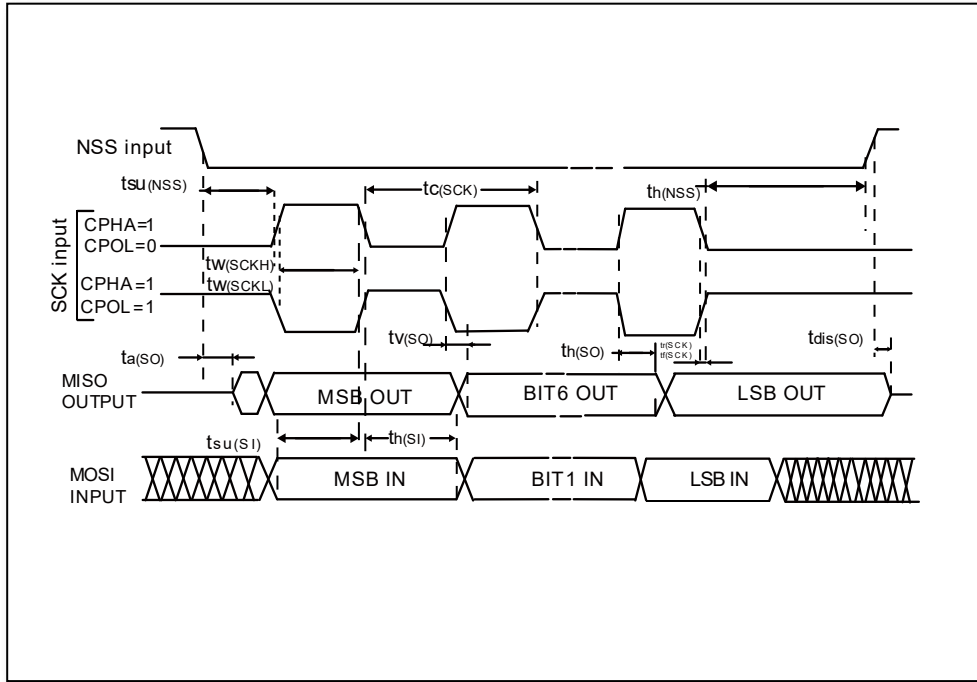 NSS input
tsu(NSS)
tc(SCK)
th(NSS)
SCK input
CPHA=1
CPOL=0
tw(SCKH)
CPHA=1
tw(SCKL)
CPOL=1
ta(SO)
tv(SO)
th(SO)
tr(SCK)
tf(SCK)
tdis(SO)
MISO
OUTPUT
MSB OUT
BIT6 OUT
LSB OUT
tsu(SI)
th(SI)
MOSI
INPUT
MSB IN
BIT1 IN
LSB IN